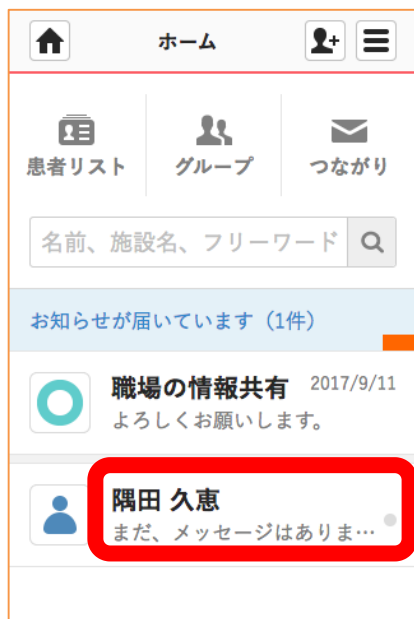 ホーム
患者リスト
グループ
つながり
名前、施設名、フリーワード
お知らせが届いています（1件）
職場の情報共有 2017/9/11
よろしくお願いします。
隅田 久恵
まだ、メッセージはありま…